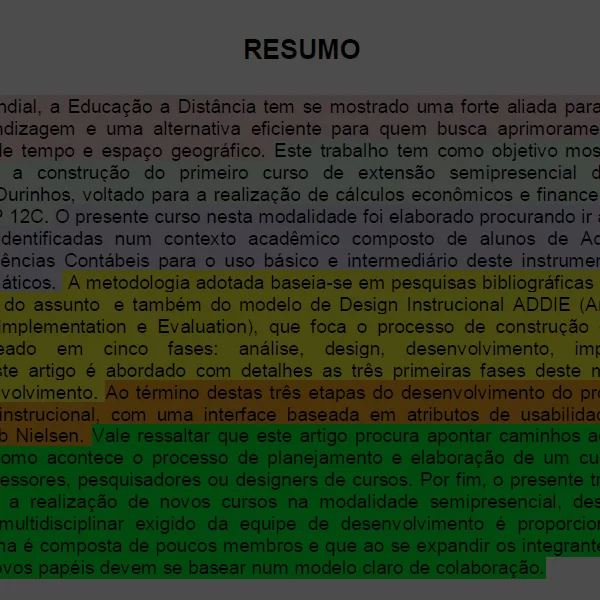 RESUMO
ndial, a Educação a Distância tem se mostrado uma forte aliada para
ndizagem e uma alternativa eficiente para quem busca aprimorame
de tempo e espaço geográfico. Este trabalho tem como objetivo mos
a construção do primeiro curso de extensão semipresencial d
Ourinhos, voltado para a realização de cálculos econômicos e finance
P 12C. O presente curso nesta modalidade foi elaborado procurando ir a
identificadas num contexto acadêmico composto de alunos de Ad
ências Contábeis para o uso básico e intermediário deste instrumen
áticos. A metodologia adotada baseia-se em pesquisas bibliográficas
do assunto e também do modelo de Design Instrucional ADDIE (An
Implementation e Evaluation), que foca o processo de construção
eado em cinco fases: análise, design, desenvolvimento, imp
ste artigo é abordado com detalhes as três primeiras fases deste m
volvimento. Ao término destas três etapas do desenvolvimento do pro
instrucional, com uma interface baseada em atributos de usabilidad
b Nielsen. Vale ressaltar que este artigo procura apontar caminhos ao
como acontece o processo de planejamento e elaboração de um cu
essores, pesquisadores ou designers de cursos. Por fim, o presente tr
a realização de novos cursos na modalidade semipresencial, des
multidisciplinar exigido da equipe de desenvolvimento é proporcion
na é composta de poucos membros e que ao se expandir os integrante
ovos papéis devem se basear num modelo claro de colaboração.